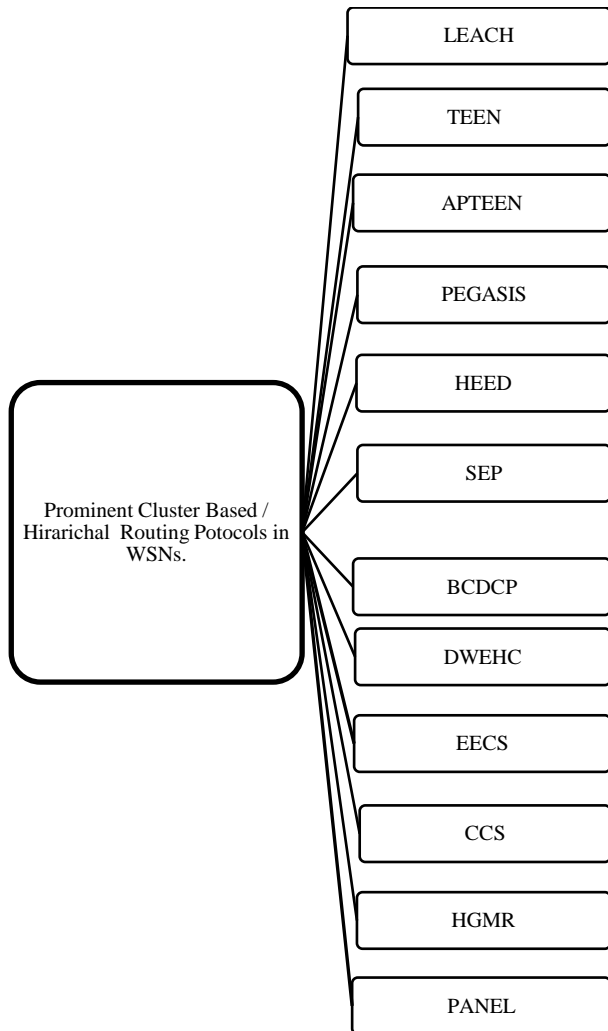 LEACH
TEEN
APTEEN
PEGASIS
HEED
Prominent Cluster Based /
Hirarichal Routing Potocols in
WSNs.
SEP
BCDCP
DWEHC
EECS
CCS
HGMR
PANEL